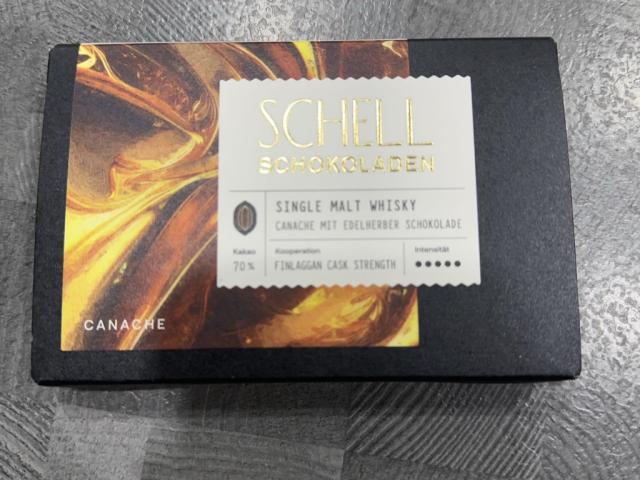 SCHELL
SCHOKOLADEN
SINGLE MALT WHISKY
CANACHE MIT EDELHERBER SCHOKOLADE
Kakao
70 %
Kooperation
FINLAGGAN CASK STRENGTH
Intensität
CANACHE